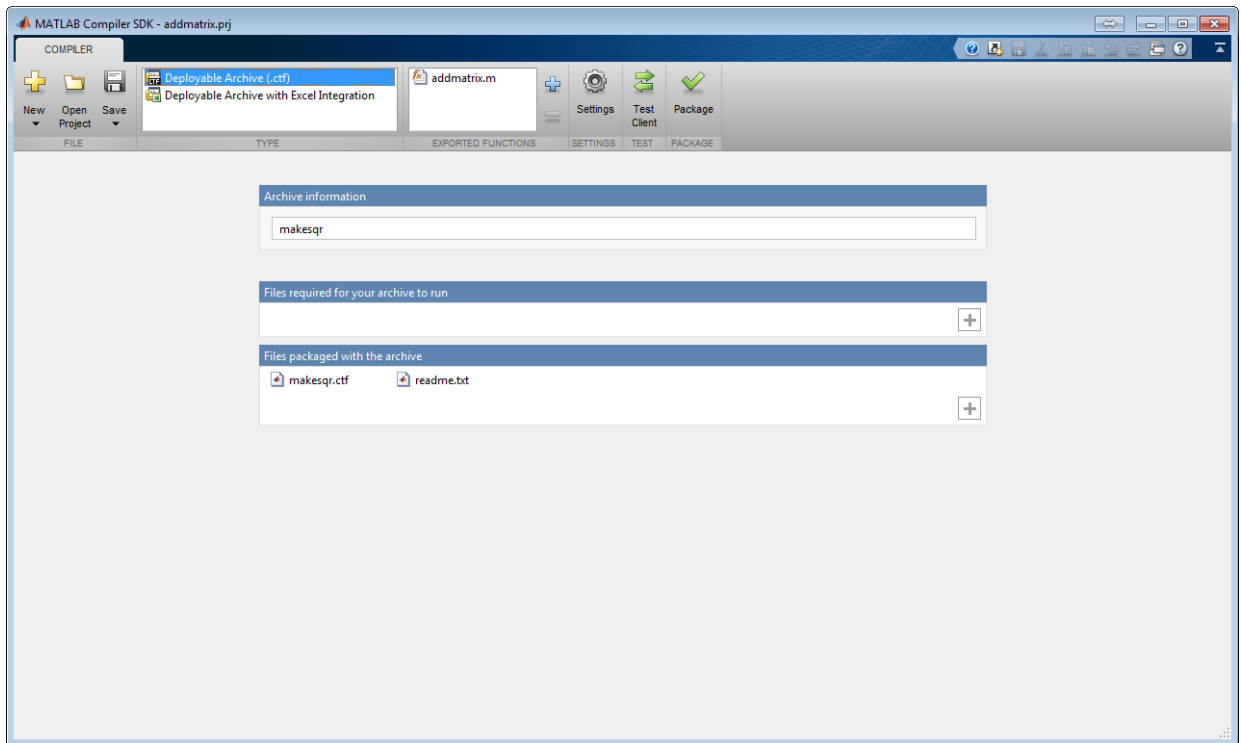 MATLAB Compiler SDK - addmatrix.prj
COMPILER
New
Open Project
Save
FILE
Deployable Archive (.ctf)
Deployable Archive with Excel Integration
TYPE
addmatrix.m
EXPORTED FUNCTIONS
Settings
SETTINGS
Test Client
TEST
Package
PACKAGE
Archive information
makesqr
Files required for your archive to run
Files packaged with the archive
makesqr.ctf
readme.txt